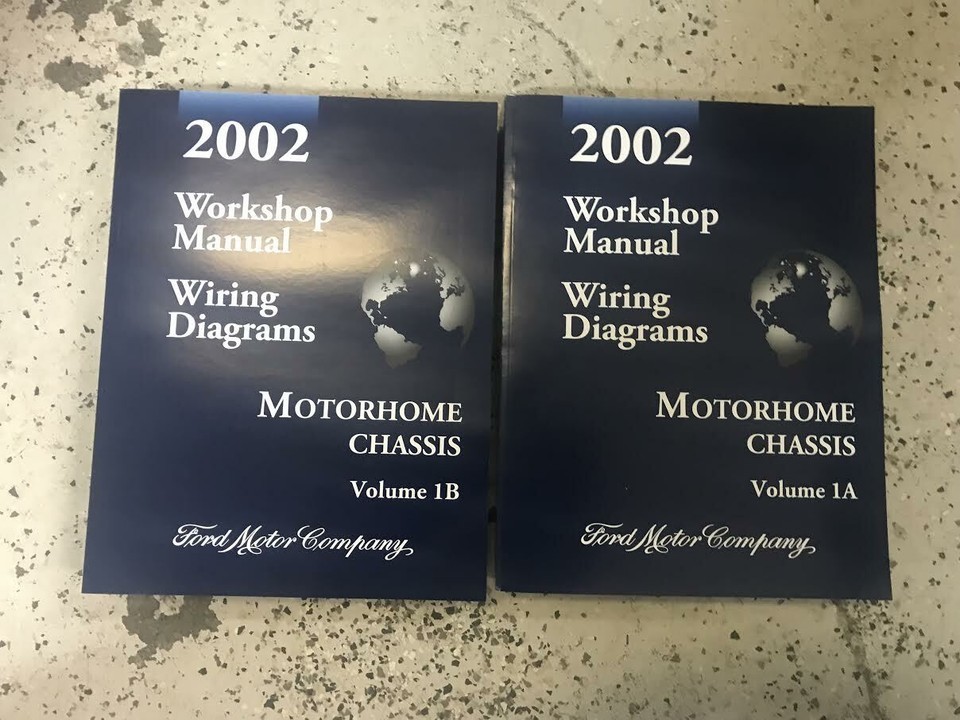 2002
Workshop
Manual
Wiring
Diagrams
MOTORHOME
CHASSIS
Volume 1B
Ford Motor Company
2002
Workshop
Manual
Wiring
Diagrams
MOTORHOME
CHASSIS
Volume 1A
Ford Motor Company